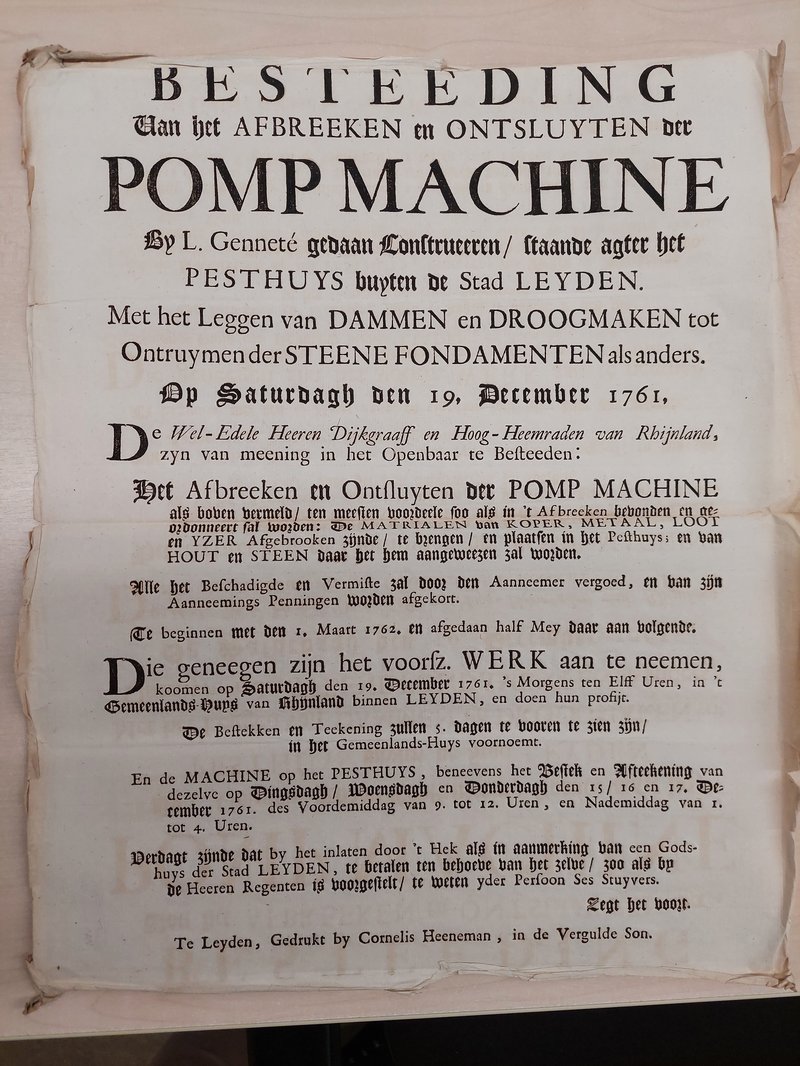 BESTEEDING
Van het AFBREEKEN en ONTSLUYTEN der
POMP MACHINE
By L. Genneté gedaan Conſtrueeren/ ſtaande agter het
PESTHUYS buyten de Stad LEYDEN.
Met het Leggen van DAMMEN en DROOGMAKEN tot
Ontruymen der STEENE FONDAMENTEN als anders.
Op Saturdagh den 19. December 1761.
De Wel-Edele Heeren Dijkgraaff en Hoog-Heemraden van Rhijnland,
zyn van meening in het Openbaar te Beſteeden:
Het Afbreeken en Ontſluyten der POMP MACHINE
als boven vermeld/ ten meeſten voordeele ſoo als in 't Afbreeken bevonden en ge-
ordonneert ſal worden: De MATRIALEN van KOPER, METAAL, LOOT
en YZER Afgebrooken zijnde/ te brengen/ en plaatſen in het Peſthuys; en van
HOUT en STEEN daar het hem aangeweezen zal worden.
Alle het Beſchadigde en Vermiſte zal door den Aanneemer vergoed, en van zijn
Aanneemings Penningen worden afgekort.
Te beginnen met den 1. Maart 1762. en afgedaan half Mey daar aan volgende.
Die geneegen zijn het voorſz. WERK aan te neemen,
koomen op Saturdagh den 19. December 1761. 's Morgens ten Elff Uren, in 't
Gemeenlands-Huys van Rhijnland binnen LEYDEN, en doen hun profijt.
De Beſtekken en Teekening zullen 5. dagen te vooren te zien zijn/
in het Gemeenlands-Huys voornoemt.
En de MACHINE op het PESTHUYS, beneevens het Beſtek en Afteekening van
dezelve op Dingsdagh/ Woensdagh en Donderdagh den 15/ 16 en 17. De-
cember 1761. des Voordemiddag van 9. tot 12. Uren, en Nademiddag van 1.
tot 4. Uren.
Verdagt zijnde dat by het inlaten door 't Hek als in aanmerking van een Gods-
huys der Stad LEYDEN, te betalen ten behoeve van het zelve/ zoo als by
de Heeren Regenten is voorgeſtelt/ te weten yder Perſoon Ses Stuyvers.
Zegt het voort.
Te Leyden, Gedrukt by Cornelis Heeneman, in de Vergulde Son.